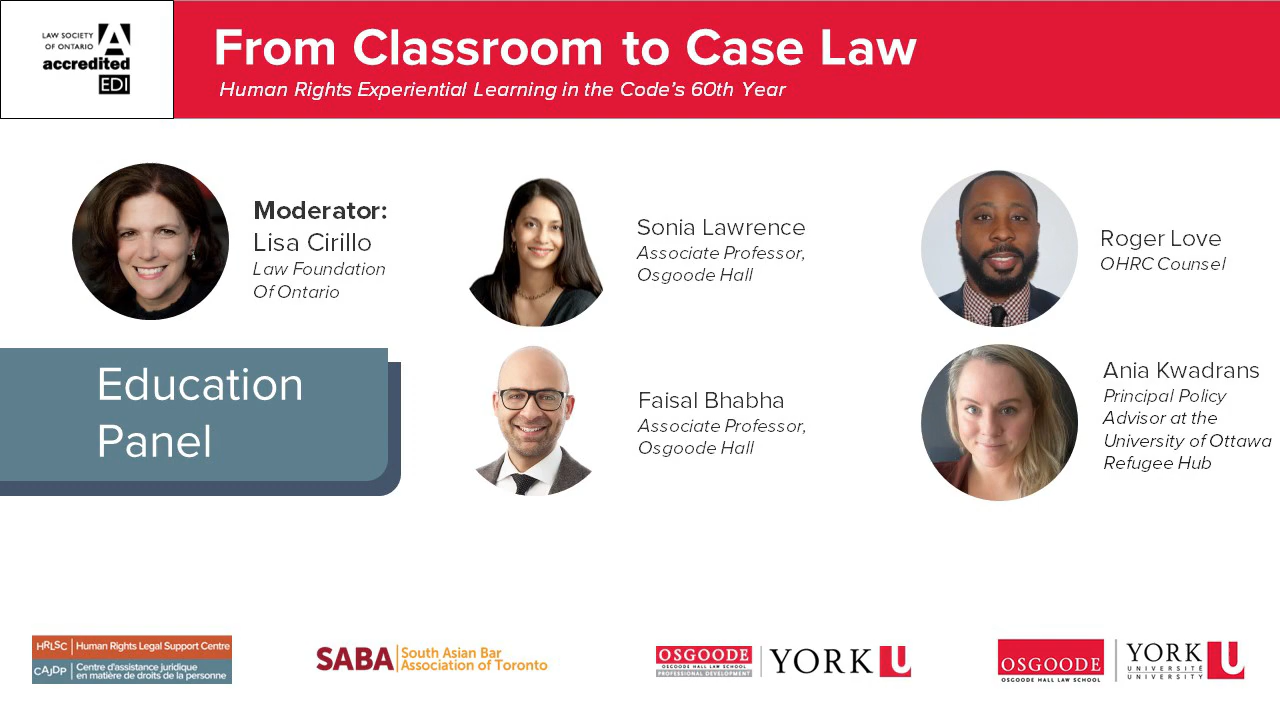 LAW SOCIETY
OF ONTARIO
accredited
EDI
From Classroom to Case Law
Human Rights Experiential Learning in the Code's 60th Year
Moderator:
Lisa Cirillo
Law Foundation
Of Ontario
Sonia Lawrence
Associate Professor,
Osgoode Hall
Roger Love
OHRC Counsel
Education
Panel
Faisal Bhabha
Associate Professor,
Osgoode Hall
Ania Kwadrans
Principal Policy
Advisor at the
University of Ottawa
Refugee Hub
HRLSC | Human Rights Legal Support Centre
CAJDP | Centre d'assistance juridique
en matière de droits de la personne
SABA | South Asian Bar
Association of Toronto
OSGOODE
OSGOODE HALL LAW SCHOOL
PROFESSIONAL DEVELOPMENT
YORK U
OSGOODE
OSGOODE HALL LAW SCHOOL
YORK U
UNIVERSITÉ
UNIVERSITY